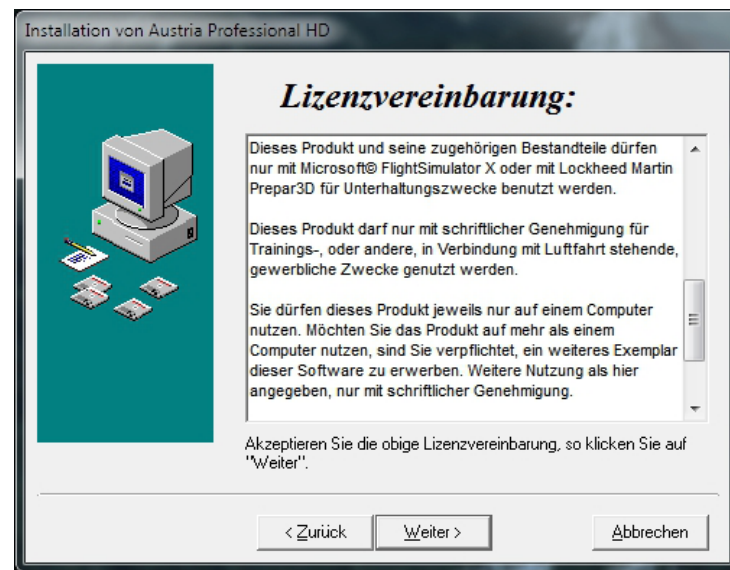 Installation von Austria Professional HD
Lizenzvereinbarung:
Dieses Produkt und seine zugehörigen Bestandteile dürfen
nur mit Microsoft© FlightSimulator X oder mit Lockheed Martin
Prepar3D für Unterhaltungszwecke benutzt werden.
Dieses Produkt darf nur mit schriftlicher Genehmigung für
Trainings-, oder andere, in Verbindung mit Luftfahrt stehende,
gewerbliche Zwecke genutzt werden.
Sie dürfen dieses Produkt jeweils nur auf einem Computer
nutzen. Möchten Sie das Produkt auf mehr als einem
Computer nutzen, sind Sie verpflichtet, ein weiteres Exemplar
dieser Software zu erwerben. Weitere Nutzung als hier
angegeben, nur mit schriftlicher Genehmigung.
Akzeptieren Sie die obige Lizenzvereinbarung, so klicken Sie auf
"Weiter".
< Zurück
Weiter >
Abbrechen